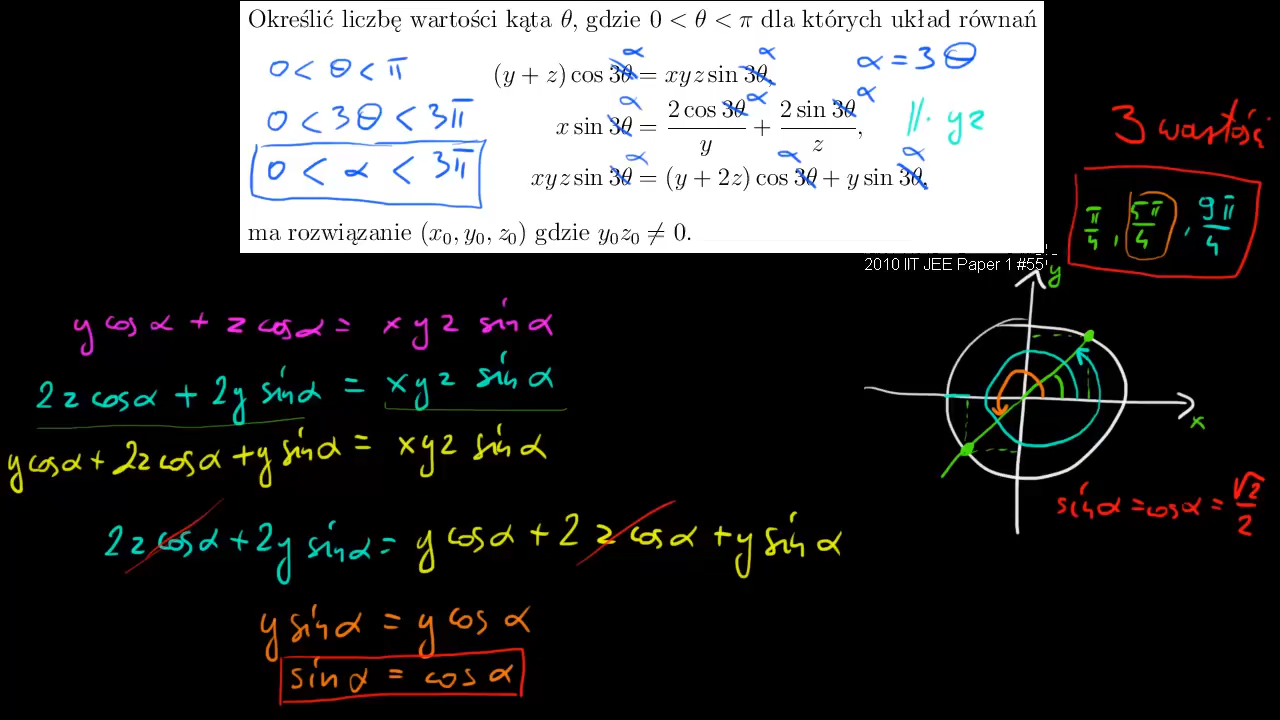 Określić liczbę wartości kąta θ, gdzie 0 < θ < π dla których układ równań
0 < θ < π
(y + z) cos 3θ = xyz sin 3θ,
α α
α = 3θ
0 < 3θ < 3π
x sin 3θ = 2 cos 3θ / y + 2 sin 3θ / z,
α α α
//· yz
0 < α < 3π
xyz sin 3θ = (y + 2z) cos 3θ + y sin 3θ,
α α α
ma rozwiązanie (x₀, y₀, z₀) gdzie y₀z₀ ≠ 0.
2010 IIT JEE Paper 1 #55
3 wartości
π/4, 5π/4, 9π/4
y
x
y cos α + z cos α = x y z sin α
2z cos α + 2y sin α = x y z sin α
y cos α + 2z cos α + y sin α = x y z sin α
sin α = cos α = √2/2
2z cos α + 2y sin α = y cos α + 2z cos α + y sin α
y sin α = y cos α
sin α = cos α